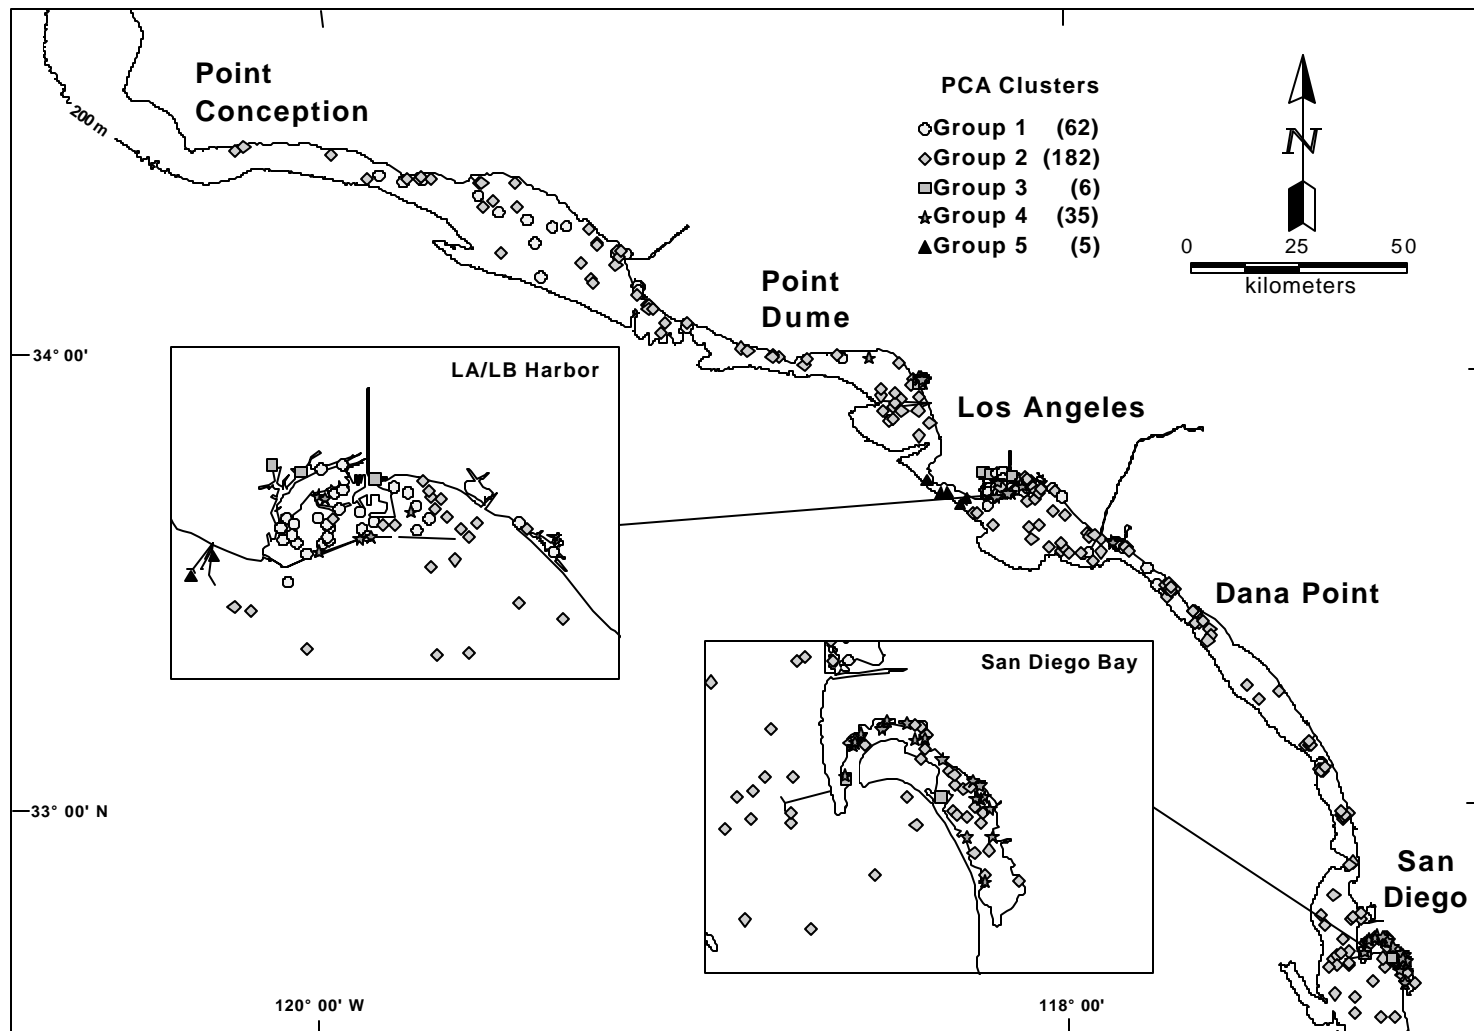 Point
Conception
200 m
PCA Clusters
Group 1 (62)
Group 2 (182)
Group 3 (6)
Group 4 (35)
Group 5 (5)
N
0 25 50
kilometers
Point
Dume
34° 00'
LA/LB Harbor
Los Angeles
Dana Point
San Diego Bay
33° 00' N
San
Diego
120° 00' W
118° 00'